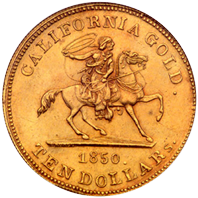 CALIFORNIA GOLD.
1850.
TEN DOLLARS.